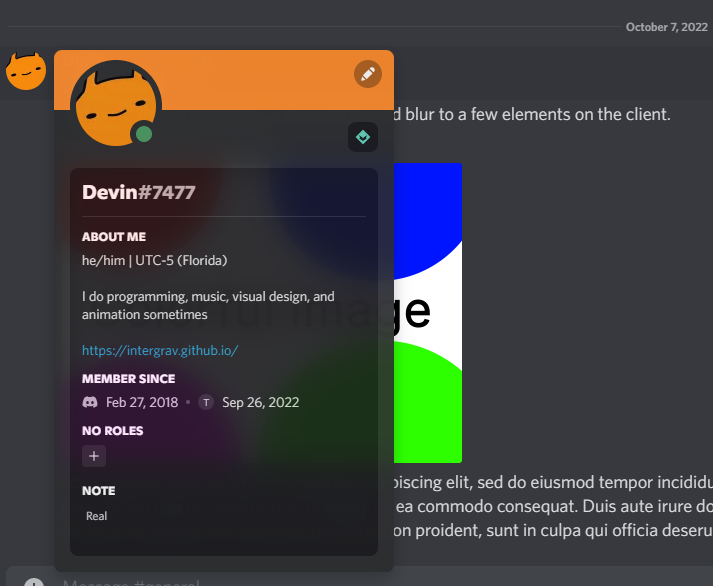 October 7, 2022
d blur to a few elements on the client.
Devin#7477
ABOUT ME
he/him | UTC-5 (Florida)
I do programming, music, visual design, and
animation sometimes
https://intergrav.github.io/
MEMBER SINCE
Feb 27, 2018 • T Sep 26, 2022
NO ROLES
+
NOTE
Real
ge
piscing elit, sed do eiusmod tempor incididu
ea commodo consequat. Duis aute irure do
on proident, sunt in culpa qui officia deseru
Message #general